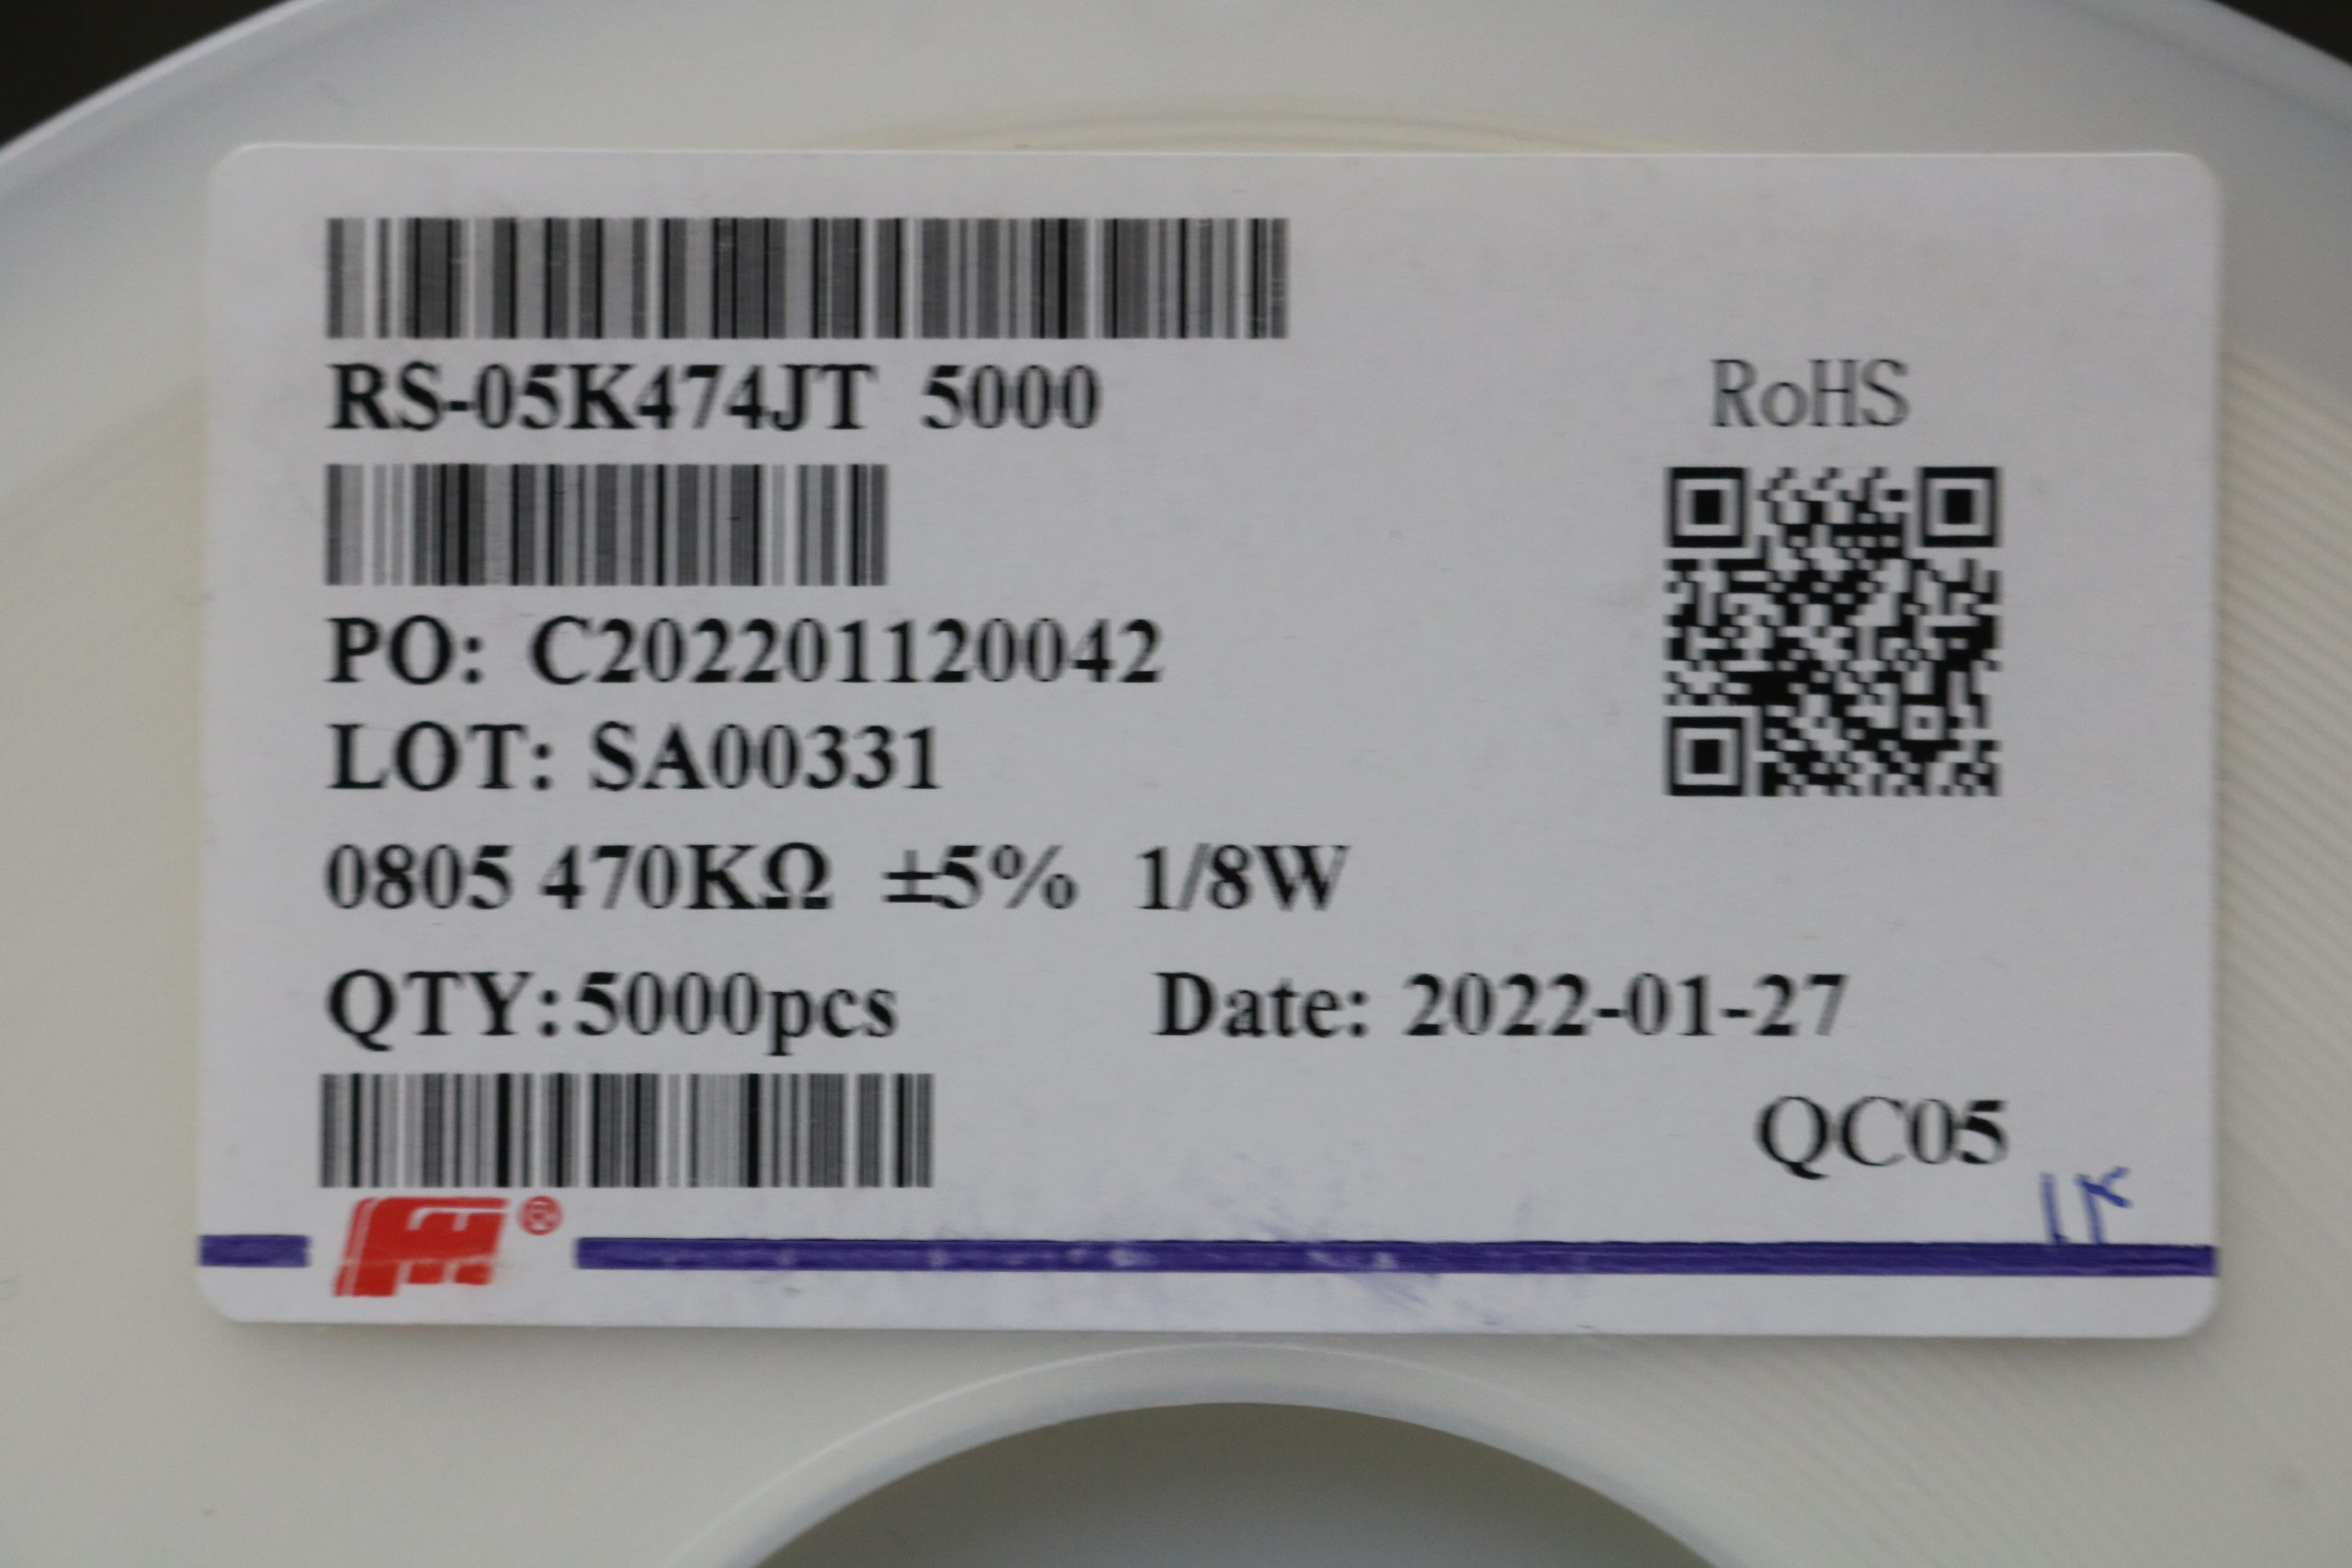 RS-05K474JT 5000
RoHS
PO: C202201120042
LOT: SA00331
0805 470KΩ ±5% 1/8W
QTY:5000pcs Date: 2022-01-27
QC05